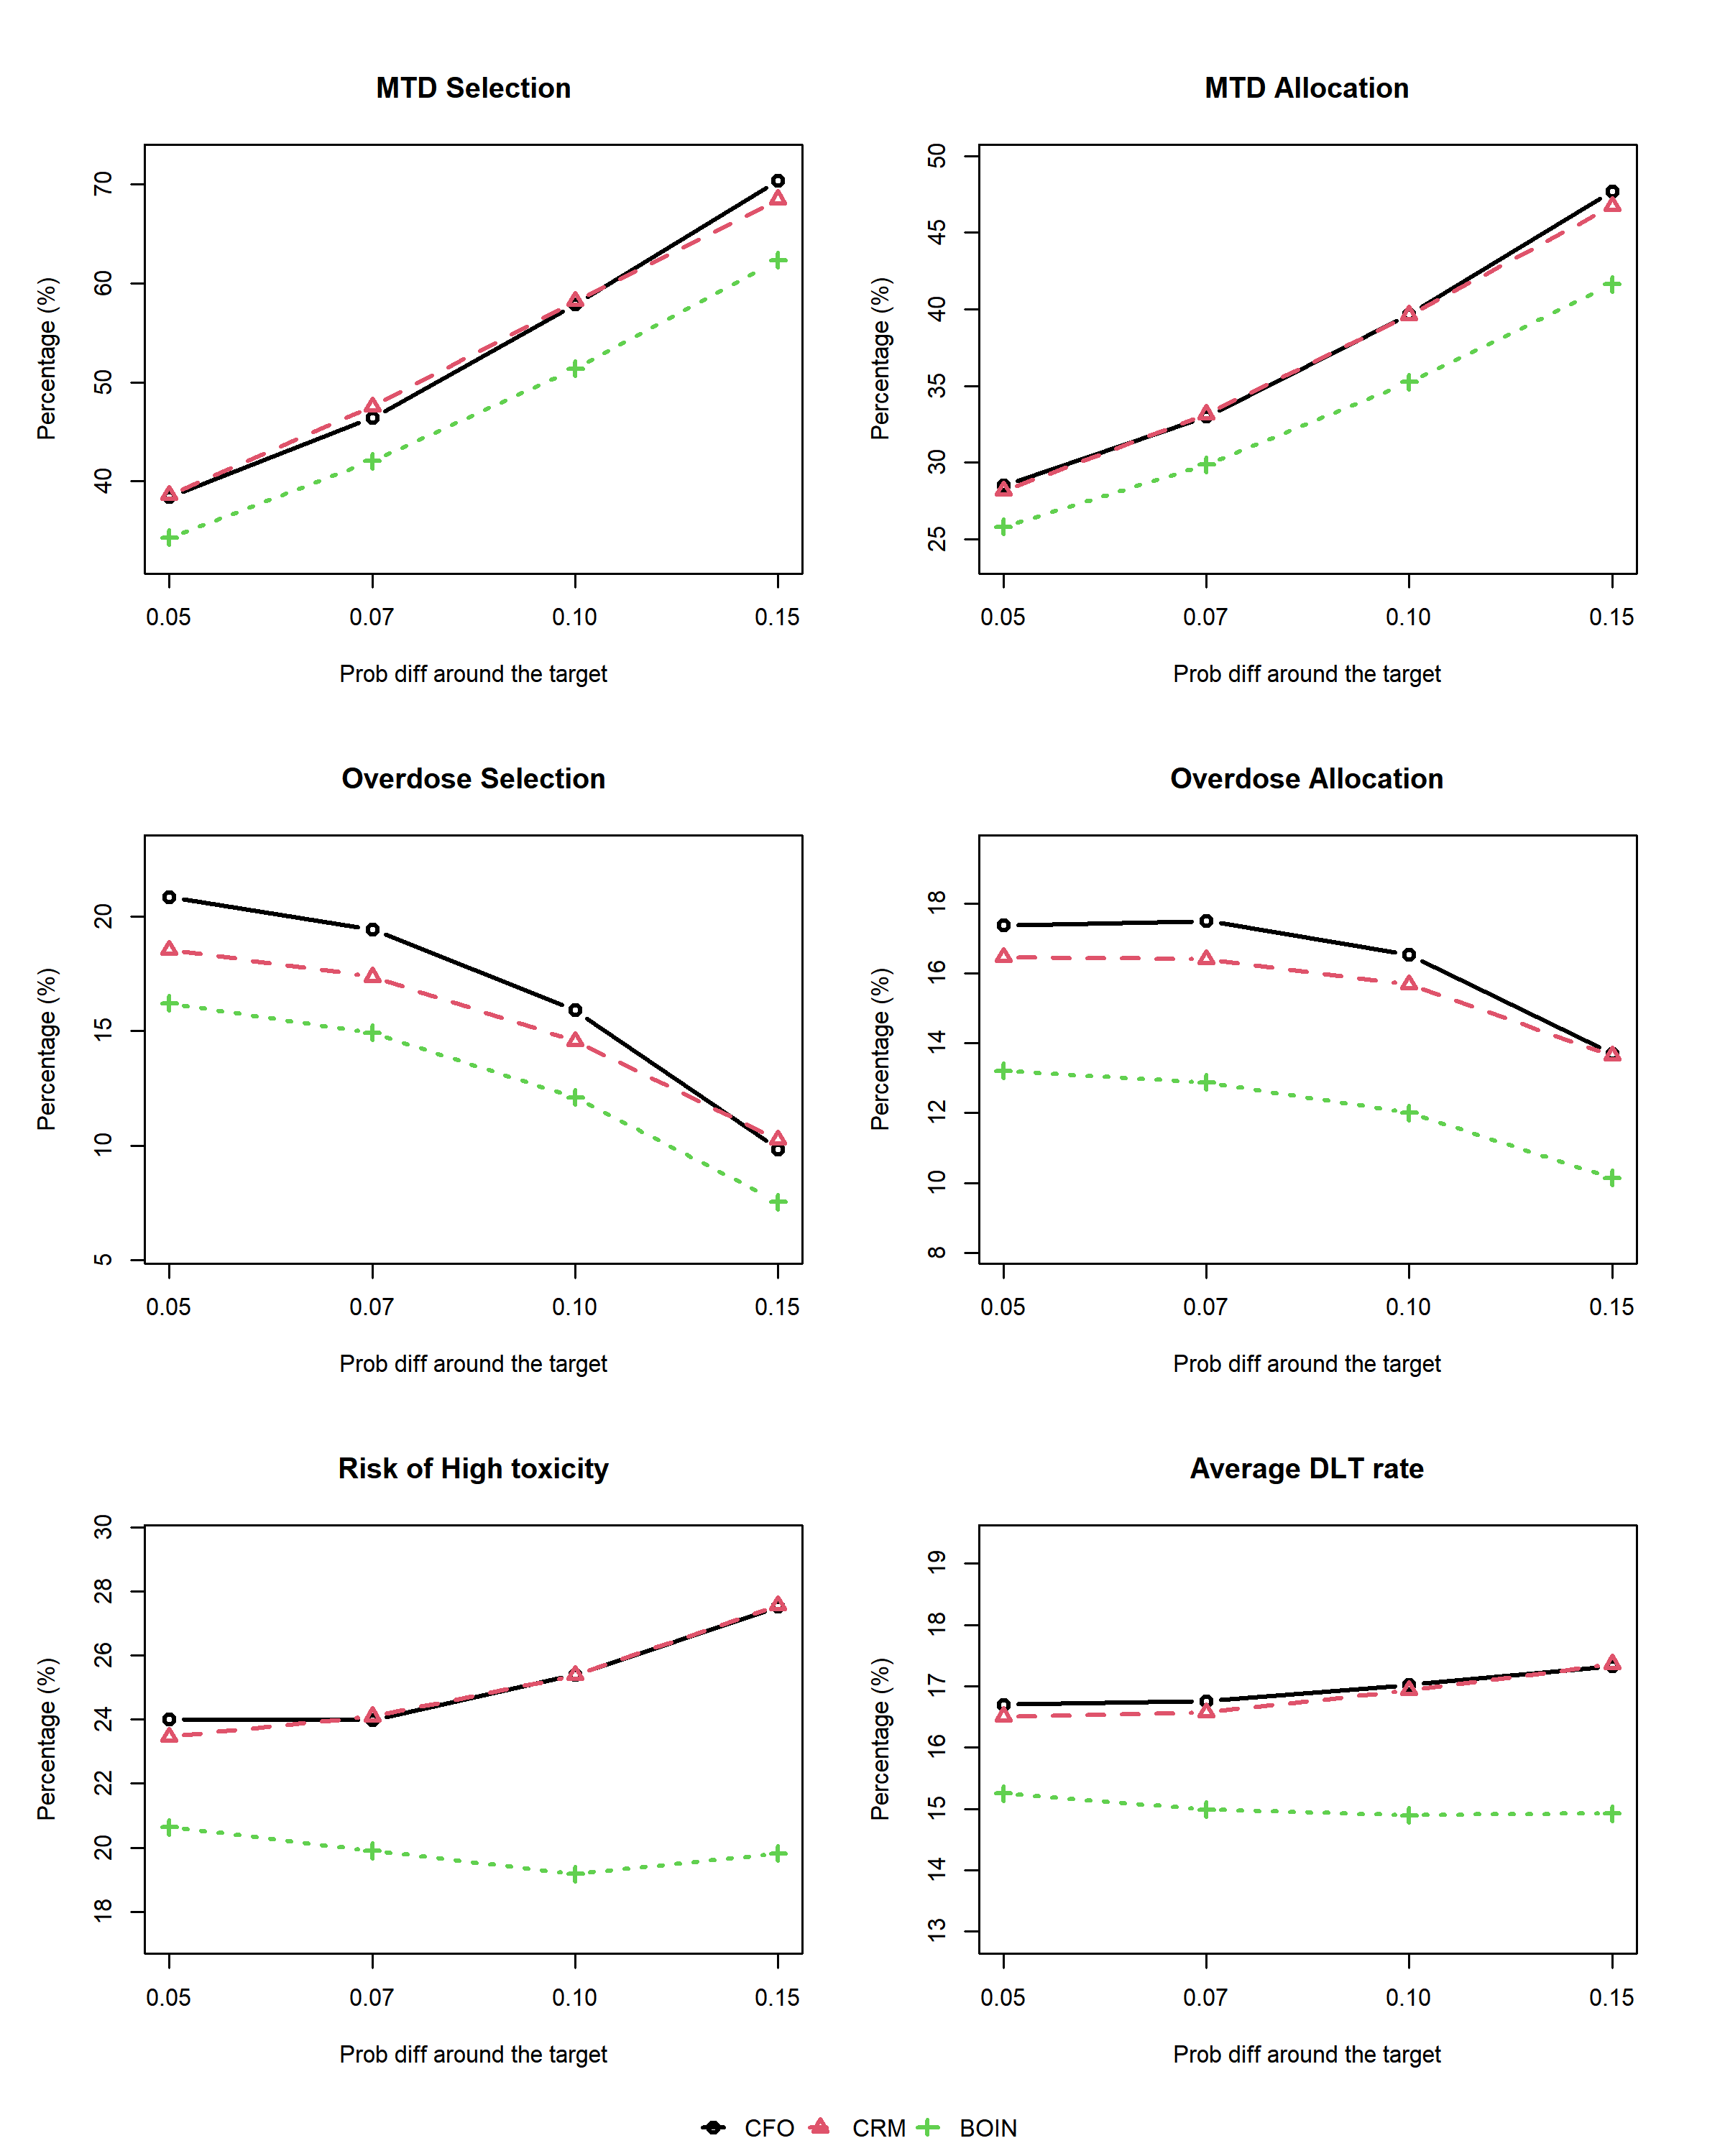 MTD Selection
Percentage (%)
70
60
50
40
0.05 0.07 0.10 0.15
Prob diff around the target
MTD Allocation
Percentage (%)
50
45
40
35
30
25
0.05 0.07 0.10 0.15
Prob diff around the target
Overdose Selection
Percentage (%)
20
15
10
5
0.05 0.07 0.10 0.15
Prob diff around the target
Overdose Allocation
Percentage (%)
18
16
14
12
10
8
0.05 0.07 0.10 0.15
Prob diff around the target
Risk of High toxicity
Percentage (%)
30
28
26
24
22
20
18
0.05 0.07 0.10 0.15
Prob diff around the target
Average DLT rate
Percentage (%)
19
18
17
16
15
14
13
0.05 0.07 0.10 0.15
Prob diff around the target
CFO CRM BOIN